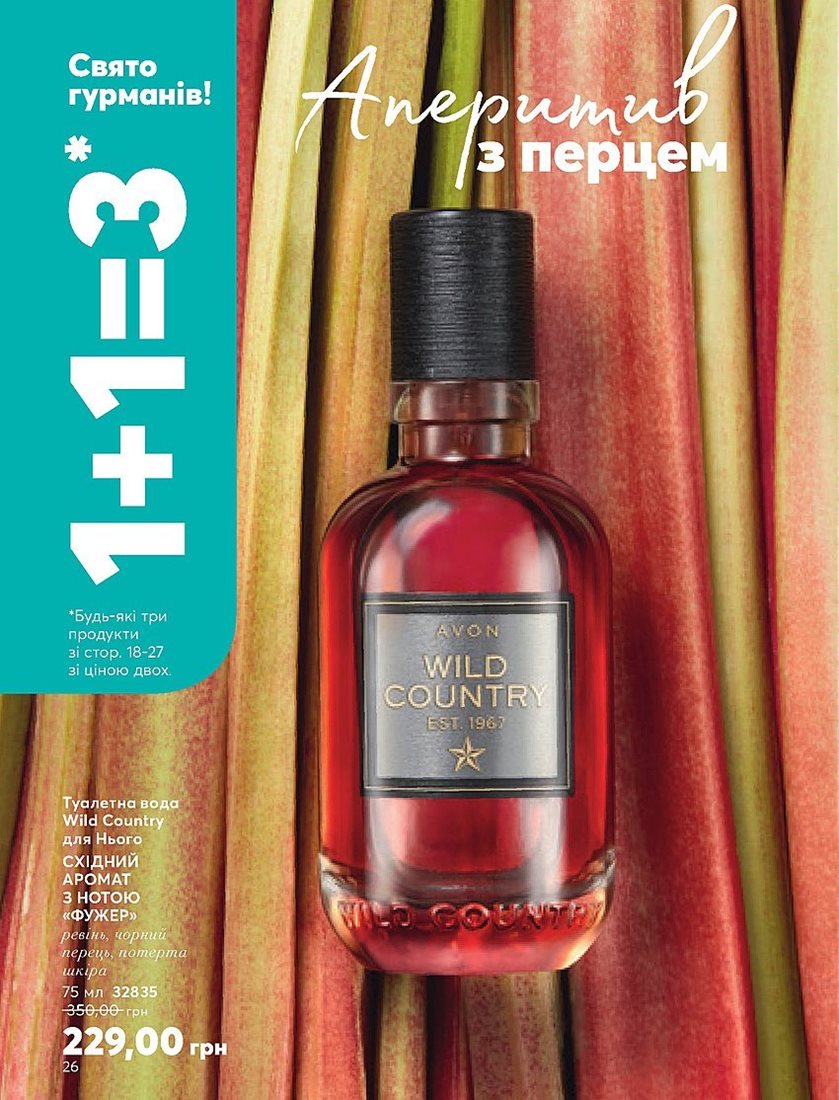 Свято
гурманів!
1+1=3*
*Будь-які три
продукти
зі стор. 18-27
зі ціною двох.
Аперитив
з перцем
AVON
WILD
COUNTRY
EST. 1967
WILD COUNTRY
Туалетна вода
Wild Country
для Нього
СХІДНИЙ
АРОМАТ
З НОТОЮ
«ФУЖЕР»
ревінь, чорний
перець, потерта
шкіра
75 мл 32835
350,00 грн
229,00 грн
26